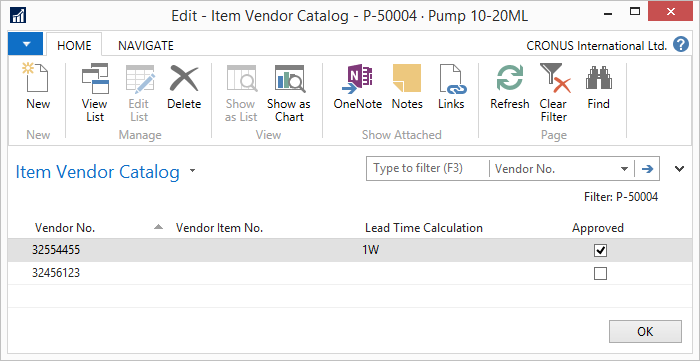 Edit - Item Vendor Catalog - P-50004 · Pump 10-20ML
HOME NAVIGATE CRONUS International Ltd. ?
New View List Edit List Delete Show as List Show as Chart OneNote Notes Links Refresh Clear Filter Find
New Manage View Show Attached Page
Item Vendor Catalog Type to filter (F3) Vendor No.
Filter: P-50004
Vendor No. Vendor Item No. Lead Time Calculation Approved
32554455 1W
32456123
OK